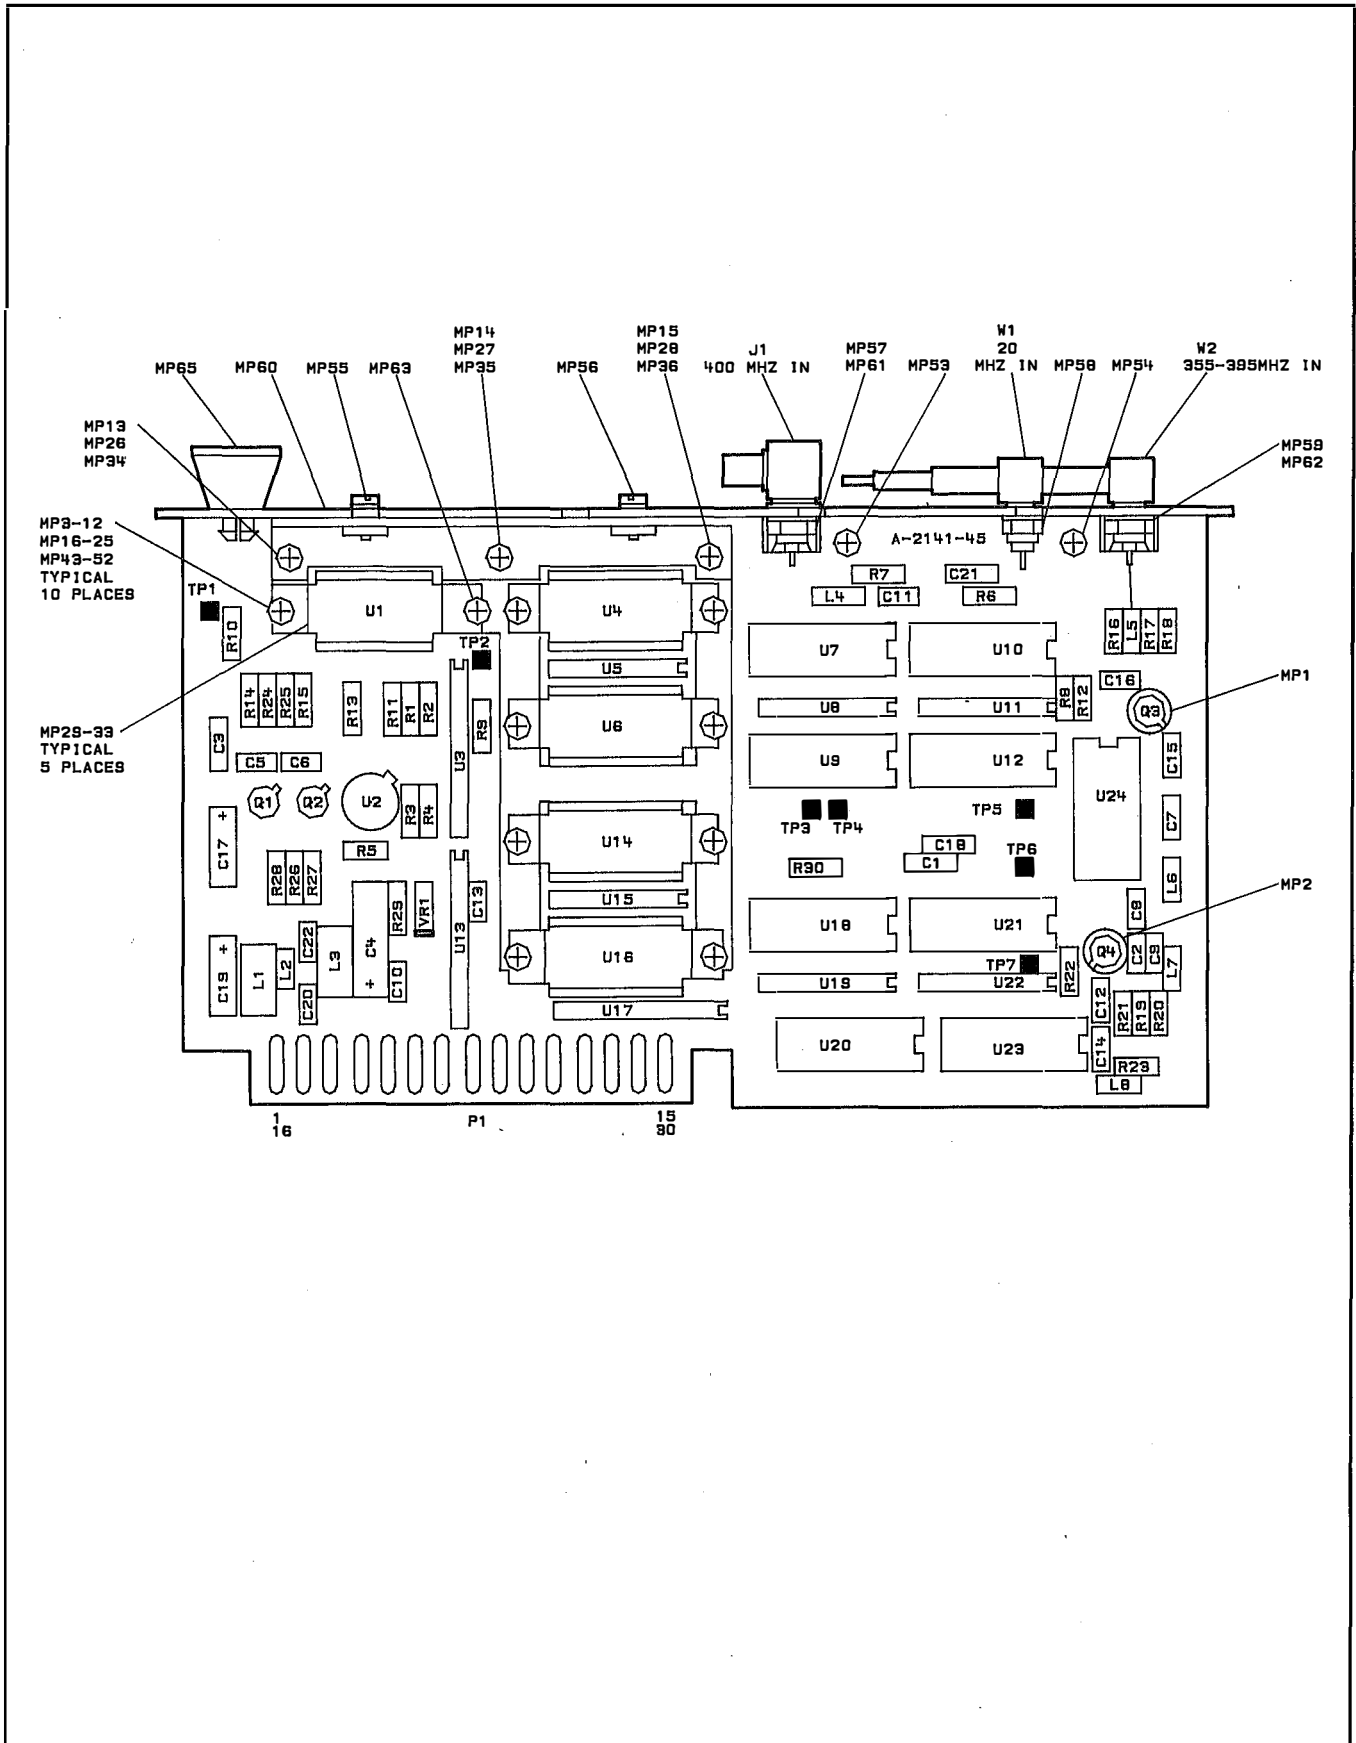 MP14
MP27
MP35
MP15
MP28
MP36
J1
400 MHZ IN
MP57
MP61
W1
20
MHZ IN
W2
355-395MHZ IN
MP65
MP60
MP55
MP63
MP56
MP53
MP58
MP54
MP13
MP26
MP34
MP59
MP62
MP3-12
MP16-25
MP43-52
TYPICAL
10 PLACES
A-2141-45
TP1
R10
U1
TP2
U4
R7
C21
L4
C11
R6
R16
L5
R17
R18
U5
U7
U10
C16
MP1
R14
R24
R25
R15
R13
R11
R1
R2
U3
R9
U6
U8
U11
R8
R12
Q3
MP29-33
TYPICAL
5 PLACES
C3
C5
C6
U9
U12
C15
Q1
Q2
U2
R3
R4
TP3
TP4
TP5
U24
C7
C17 +
R5
U14
C18
C1
TP6
R30
L6
MP2
R28
R26
R27
R29
VR1
C13
U15
U13
U18
U21
C8
C19 +
L1
L2
C22
L3
C4
+
C20
C10
U16
TP7
R22
Q4
C2
C9
L7
U19
U22
U17
C12
R21
R19
R20
U20
U23
C14
R23
L8
1
16
P1
15
30